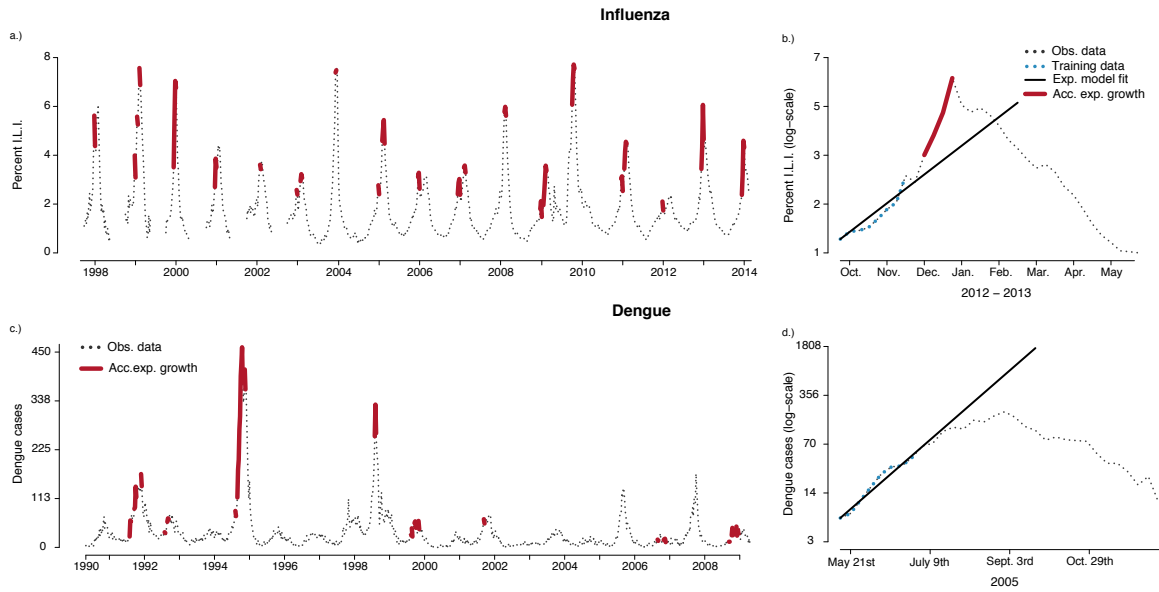 Influenza
a.)
Percent I.L.I.
8
6
4
2
0
1998
2000
2002
2004
2006
2008
2010
2012
2014
b.)
Percent I.L.I. (log−scale)
7
5
3
2
1
Obs. data
Training data
Exp. model fit
Acc. exp. growth
Oct.
Nov.
Dec.
Jan.
Feb.
Mar.
Apr.
May
2012 − 2013
Dengue
c.)
Dengue cases
450
338
225
113
0
Obs. data
Acc.exp. growth
1990
1992
1994
1996
1998
2000
2002
2004
2006
2008
d.)
Dengue cases (log−scale)
1808
356
70
14
3
May 21st
July 9th
Sept. 3rd
Oct. 29th
2005